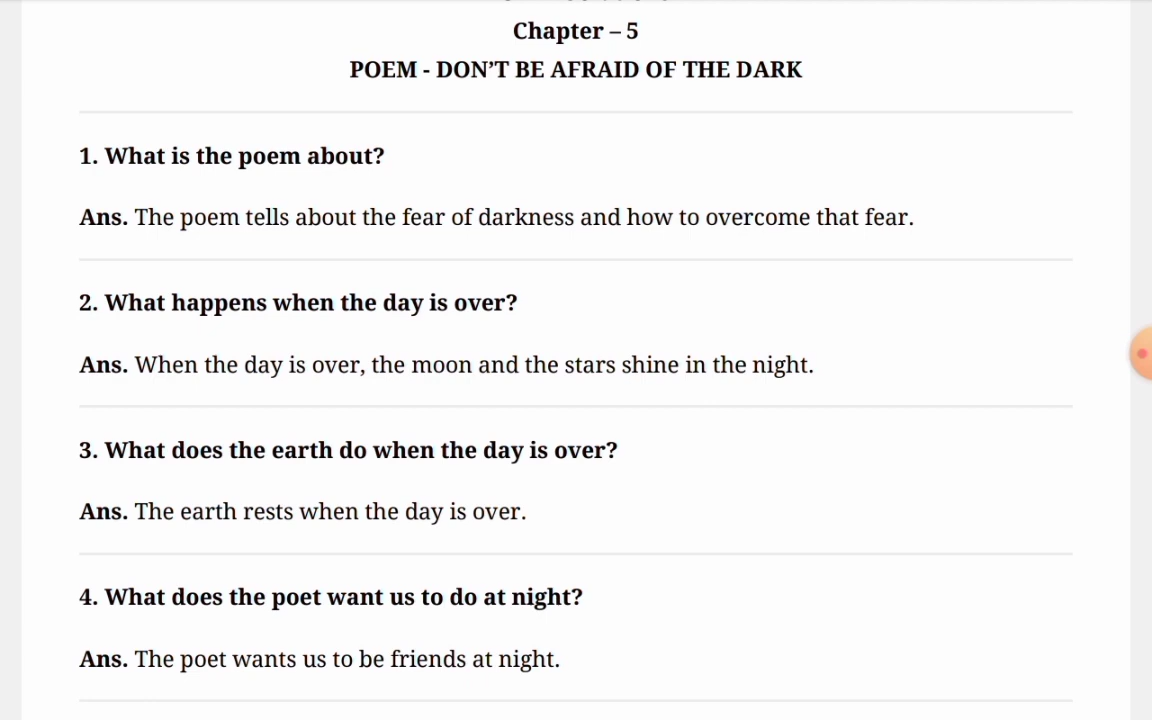 Chapter – 5
POEM - DON'T BE AFRAID OF THE DARK
1. What is the poem about?
Ans. The poem tells about the fear of darkness and how to overcome that fear.
2. What happens when the day is over?
Ans. When the day is over, the moon and the stars shine in the night.
3. What does the earth do when the day is over?
Ans. The earth rests when the day is over.
4. What does the poet want us to do at night?
Ans. The poet wants us to be friends at night.